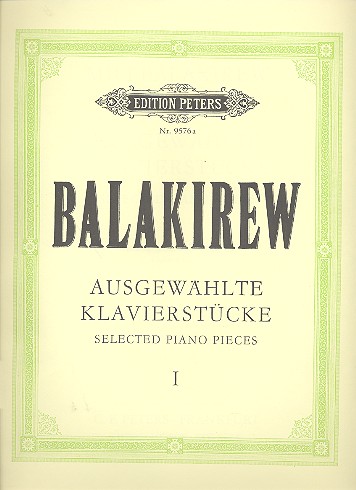 EDITION PETERS
Nr. 9576a
BALAKIREW
AUSGEWÄHLTE
KLAVIERSTÜCKE
SELECTED PIANO PIECES
I